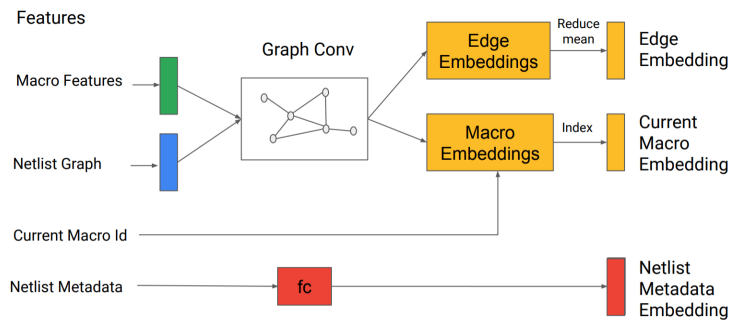 Features
Graph Conv
Macro Features
Netlist Graph
Current Macro Id
Netlist Metadata
Edge
Embeddings
Reduce
mean
Edge
Embedding
Macro
Embeddings
Index
Current
Macro
Embedding
fc
Netlist
Metadata
Embedding